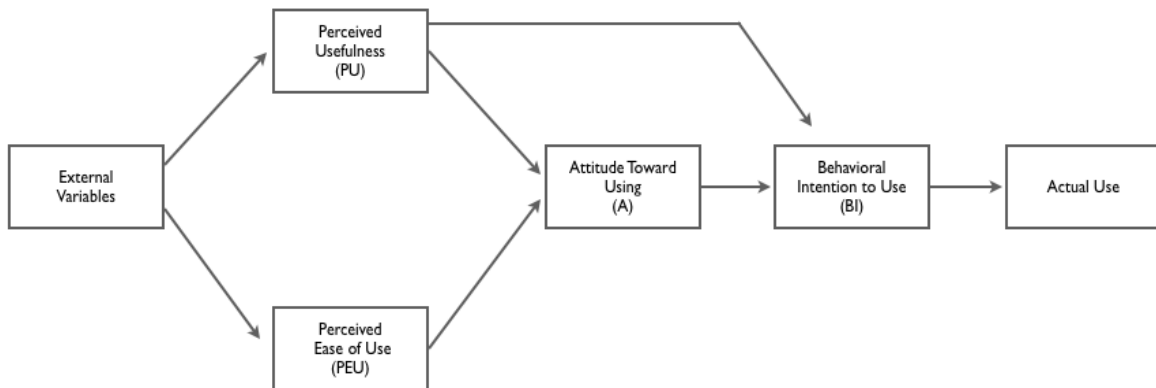 Perceived
Usefulness
(PU)
External
Variables
Attitude Toward
Using
(A)
Behavioral
Intention to Use
(BI)
Actual Use
Perceived
Ease of Use
(PEU)